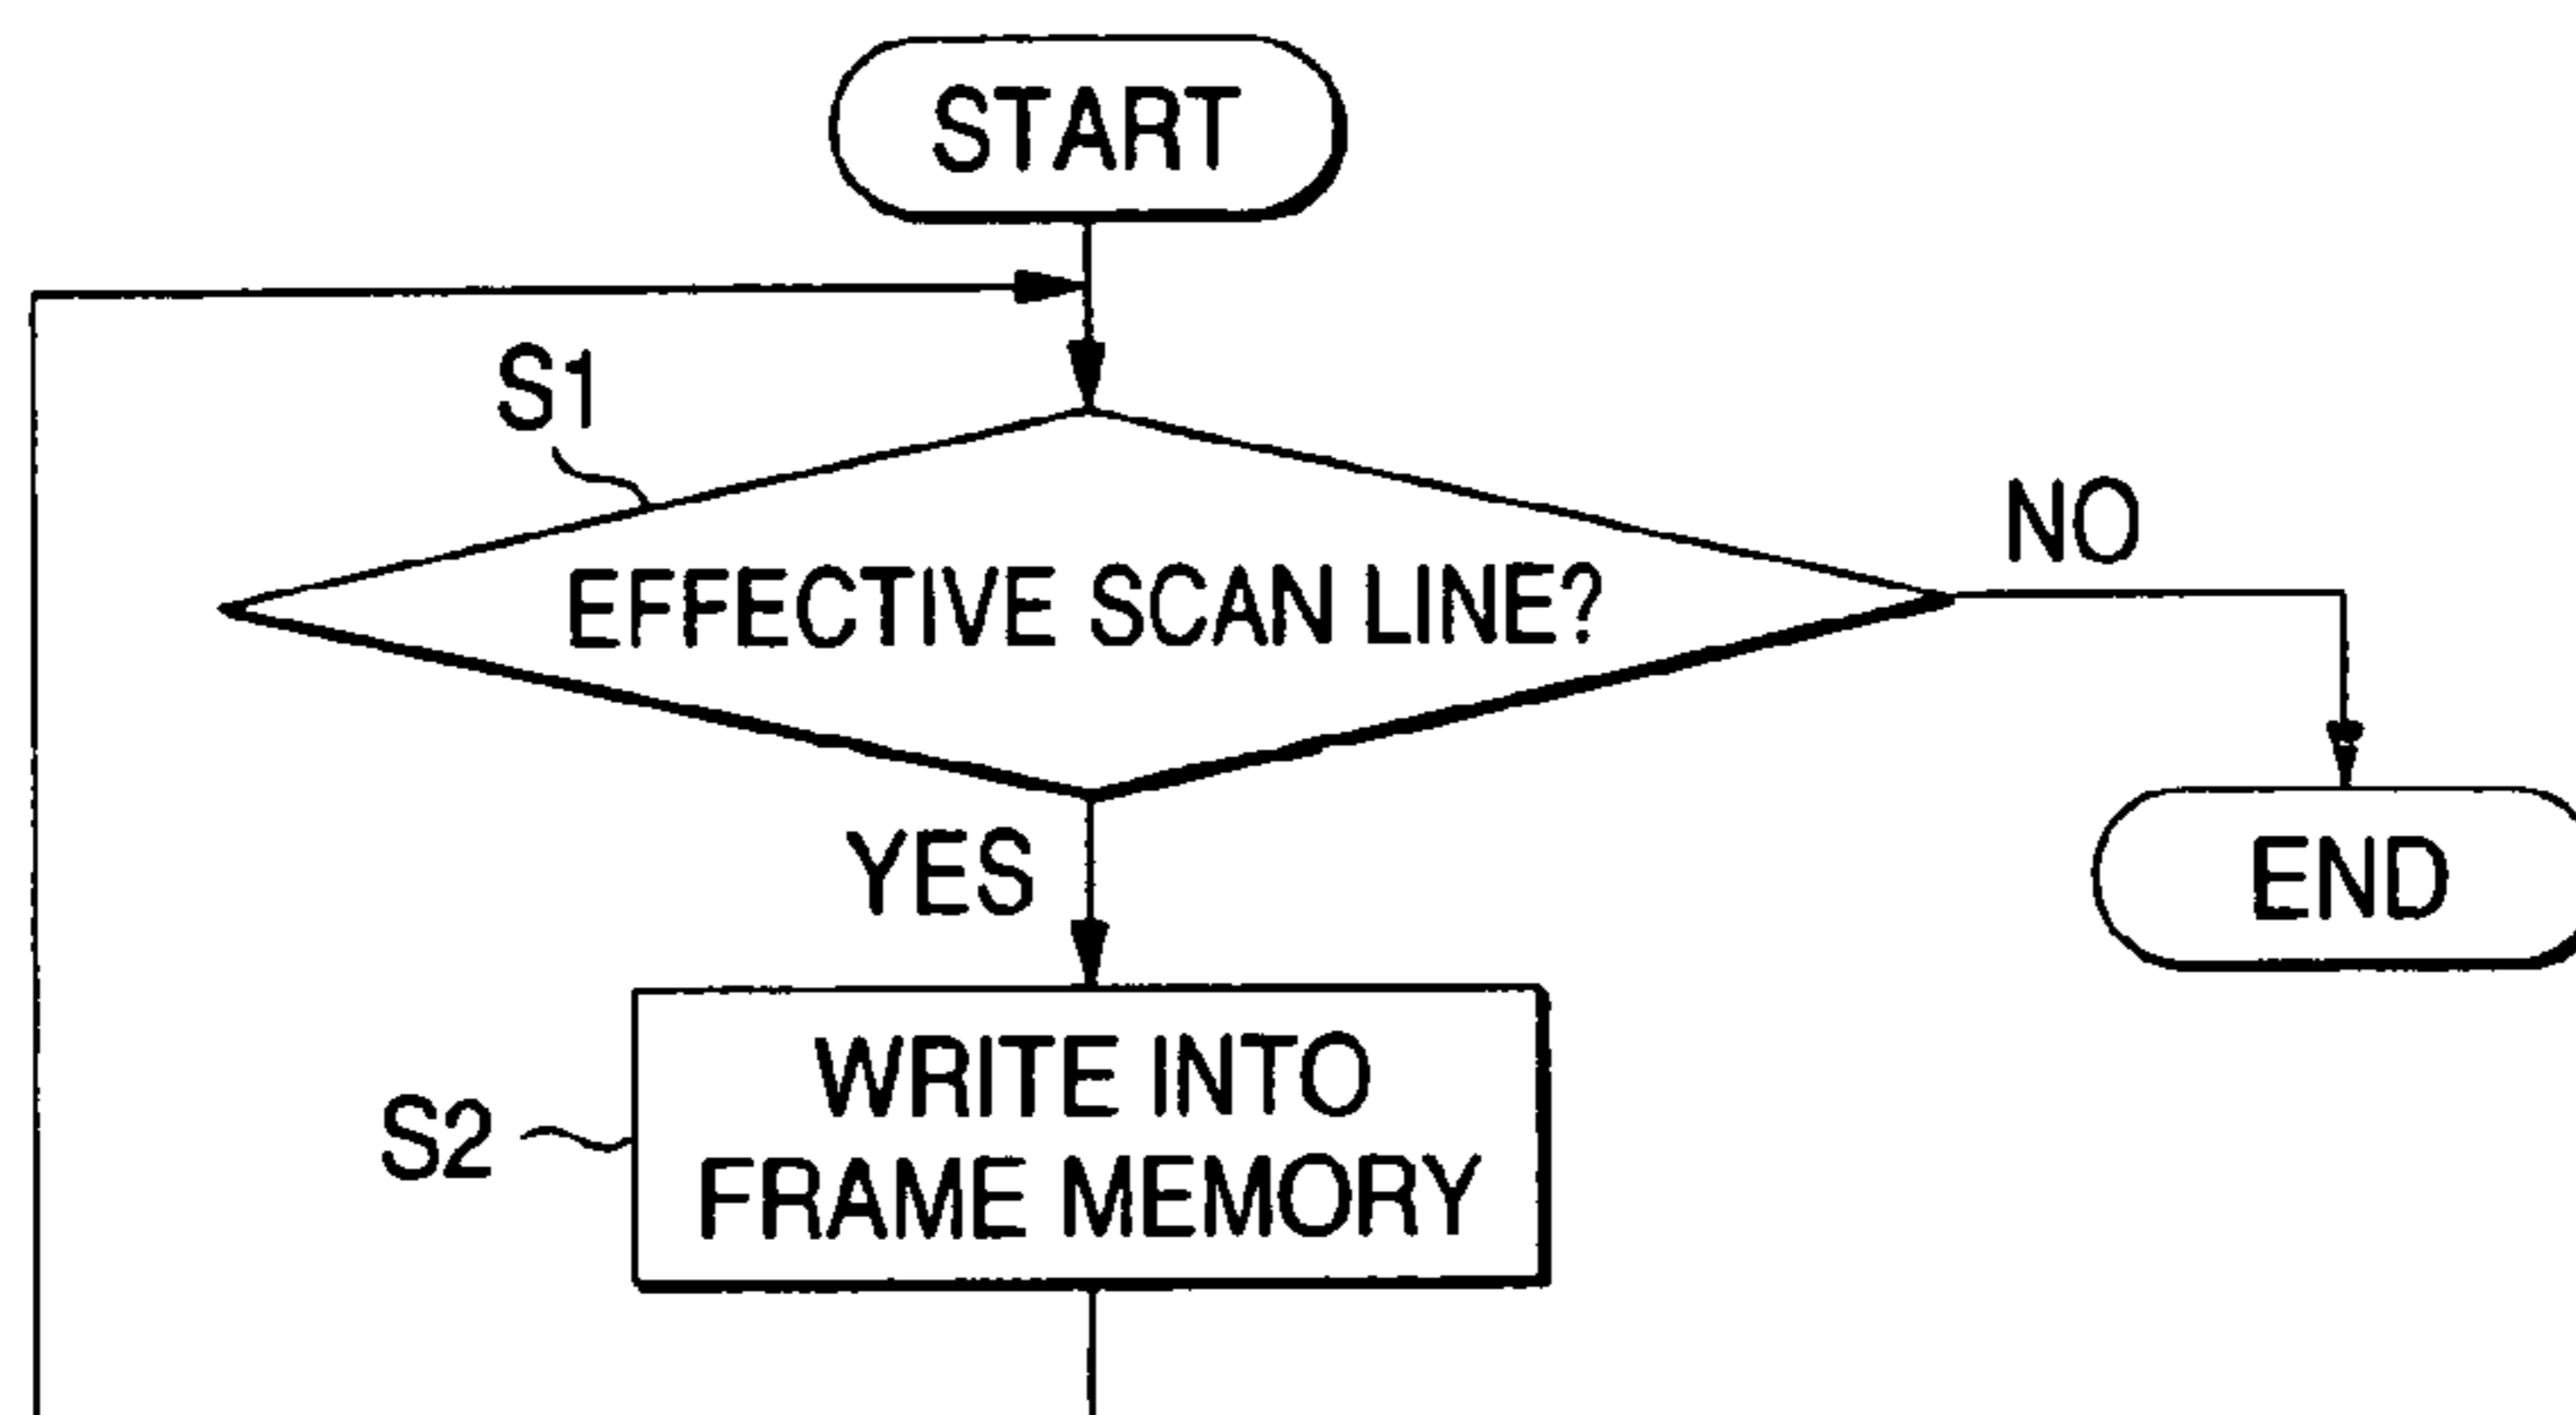 START
S1
EFFECTIVE SCAN LINE?
NO
YES
END
S2
WRITE INTO
FRAME MEMORY